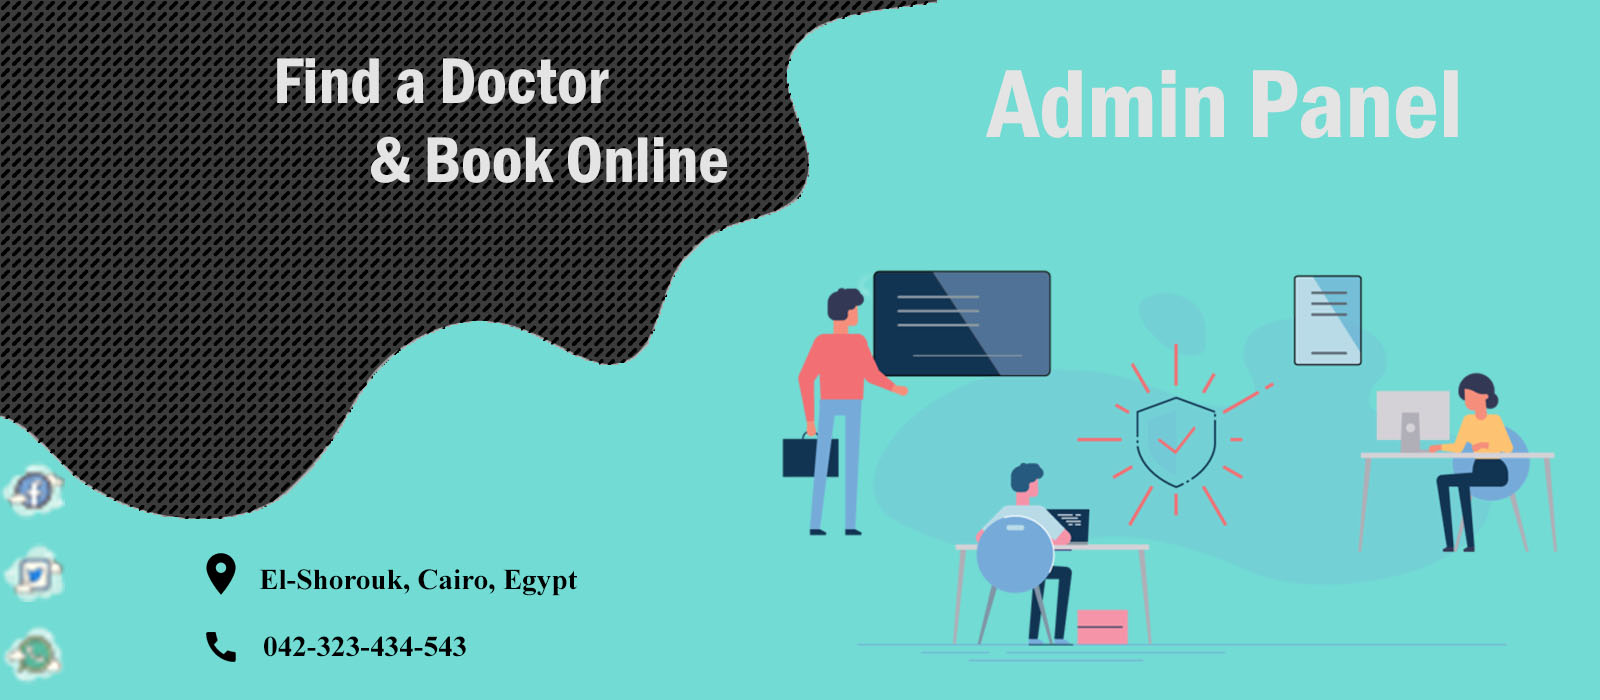 Find a Doctor
& Book Online
Admin Panel
El-Shorouk, Cairo, Egypt
042-323-434-543